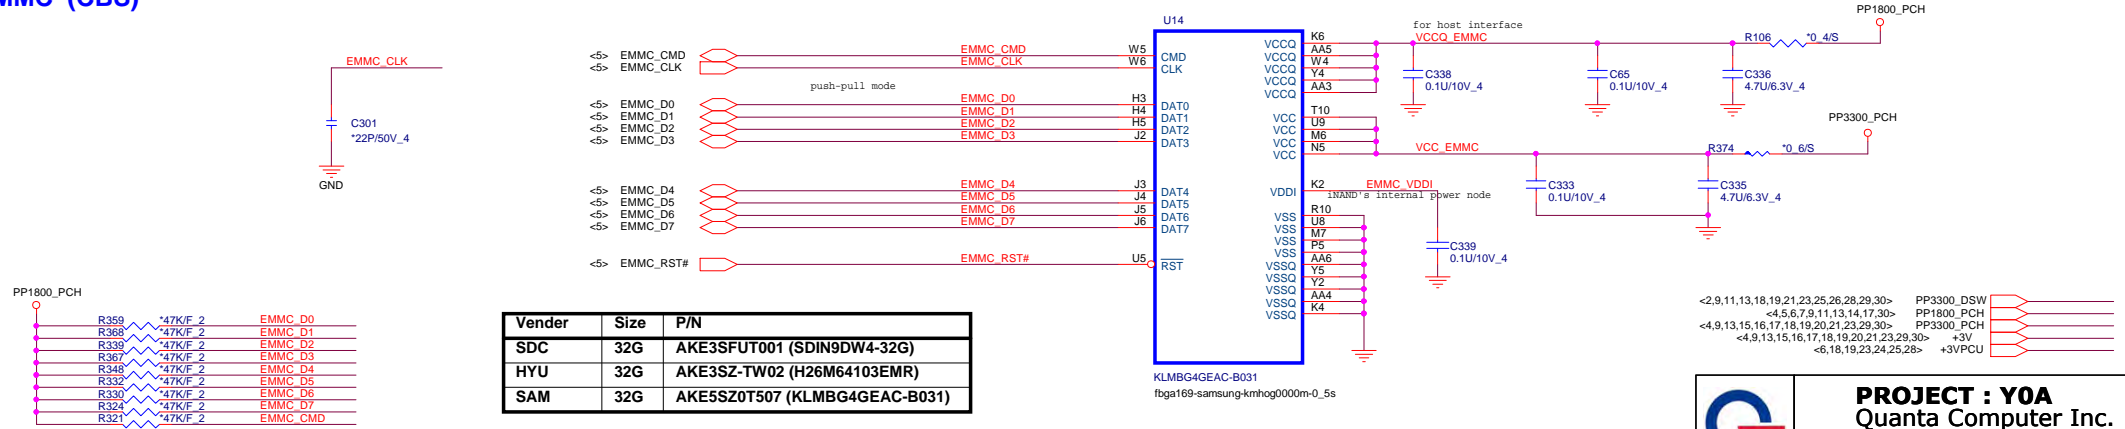 EMMC_CLK
C301
*22P/50V_4
GND
PP1800_PCH
R359 *47K/F_2 EMMC_D0
R368 *47K/F_2 EMMC_D1
R339 *47K/F_2 EMMC_D2
R367 *47K/F_2 EMMC_D3
R348 *47K/F_2 EMMC_D4
R332 *47K/F_2 EMMC_D5
R330 *47K/F_2 EMMC_D6
R324 *47K/F_2 EMMC_D7
R321 *47K/F_2 EMMC_CMD
<5> EMMC_CMD EMMC_CMD W5
<5> EMMC_CLK EMMC_CLK W6
push-pull mode
<5> EMMC_D0 EMMC_D0 H3
<5> EMMC_D1 EMMC_D1 H4
<5> EMMC_D2 EMMC_D2 H5
<5> EMMC_D3 EMMC_D3 J2
<5> EMMC_D4 EMMC_D4 J3
<5> EMMC_D5 EMMC_D5 J4
<5> EMMC_D6 EMMC_D6 J5
<5> EMMC_D7 EMMC_D7 J6
<5> EMMC_RST# EMMC_RST# U5
Vender Size P/N
SDC 32G AKE3SFUT001 (SDIN9DW4-32G)
HYU 32G AKE3SZ-TW02 (H26M64103EMR)
SAM 32G AKE5SZ0T507 (KLMBG4GEAC-B031)
U14
CMD
CLK
DAT0
DAT1
DAT2
DAT3
DAT4
DAT5
DAT6
DAT7
RST
VCCQ K6
VCCQ AA5
VCCQ W4
VCCQ Y4
VCCQ AA3
VCC T10
VCC U9
VCC M6
VCC N5
VDDI K2
VSS R10
VSS U8
VSS M7
VSS P5
VSSQ AA6
VSSQ Y5
VSSQ Y2
VSSQ AA4
VSSQ K4
KLMBG4GEAC-B031
fbga169-samsung-kmhog0000m-0_5s
for host interface
VCCQ_EMMC
R106 *0_4/S
PP1800_PCH
C338
0.1U/10V_4
C65
0.1U/10V_4
C336
4.7U/6.3V_4
PP3300_PCH
VCC_EMMC
R374 *0_6/S
C333
0.1U/10V_4
C335
4.7U/6.3V_4
EMMC_VDDI
iNAND's internal power node
C339
0.1U/10V_4
<2,9,11,13,18,19,21,23,25,26,28,29,30> PP3300_DSW
<4,5,6,7,9,11,13,14,17,30> PP1800_PCH
<4,9,13,15,16,17,18,19,20,21,23,29,30> PP3300_PCH
<4,9,13,15,16,17,18,19,20,21,23,29,30> +3V
<6,18,19,23,24,25,28> +3VPCU
PROJECT : Y0A
Quanta Computer Inc.